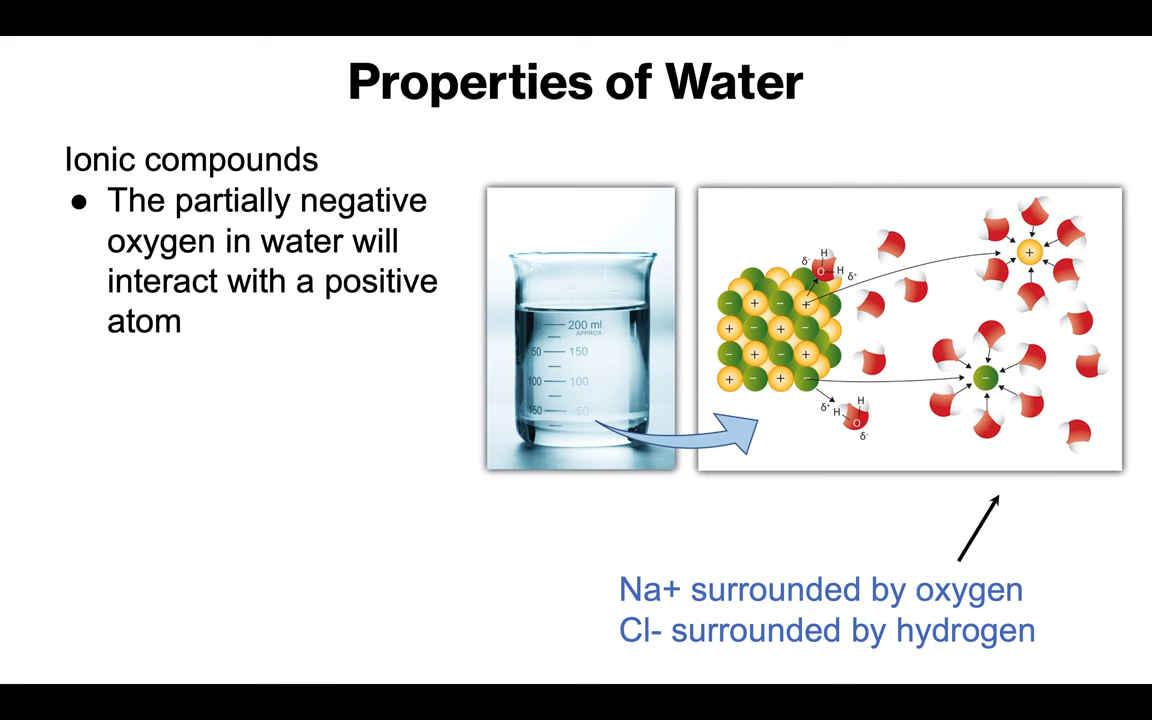 Properties of Water
Ionic compounds
● The partially negative
oxygen in water will
interact with a positive
atom
200 ml
APPROX
50 150
100 100
150 50
δ-
H
O H δ+
+
- + - +
+ - + -
- + - +
+ - + -
-
δ+ H
H
O
δ-
Na+ surrounded by oxygen
Cl- surrounded by hydrogen